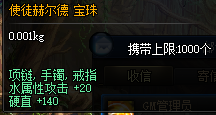 使徒赫尔德 宝珠
0.001kg
携带上限:1000个
项链, 手镯, 戒指
水属性攻击 +20
硬直 +140
收信
GM管理员